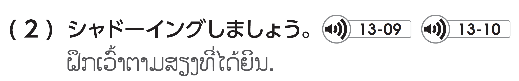 ( 2 ) シャドーイングしましょう。 13-09 13-10
ຝຶກເວົ້າຕາມສຽງທີ່ໄດ້ຍິນ.